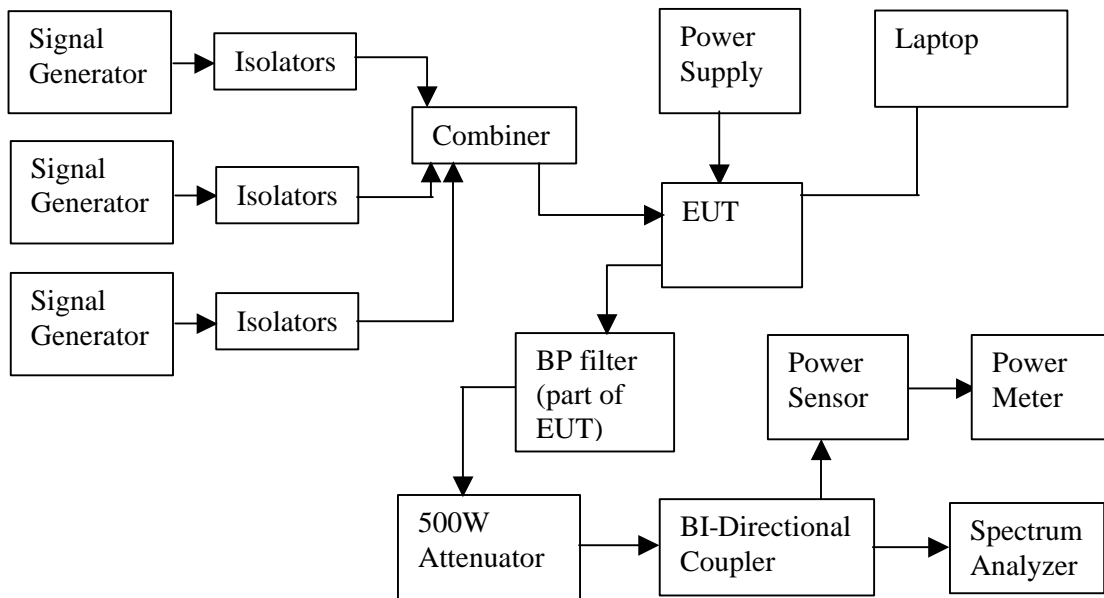 Signal
Generator
Isolators
Power
Supply
Laptop
Combiner
Signal
Generator
Isolators
EUT
Signal
Generator
Isolators
BP filter
(part of
EUT)
Power
Sensor
Power
Meter
500W
Attenuator
BI-Directional
Coupler
Spectrum
Analyzer